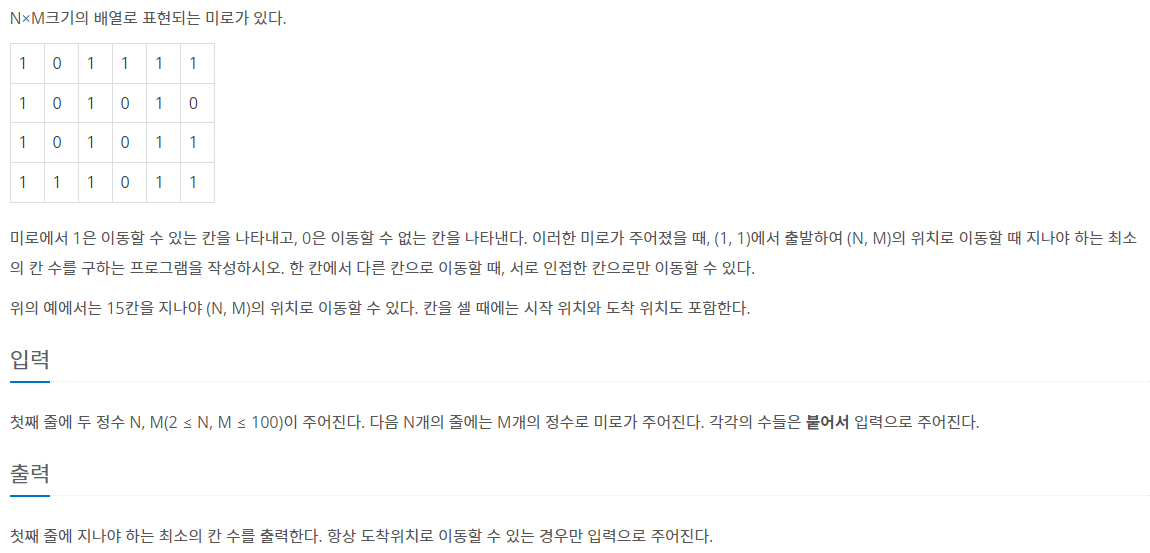 N×M크기의 배열로 표현되는 미로가 있다.
1 0 1 1 1 1
1 0 1 0 1 0
1 0 1 0 1 1
1 1 1 0 1 1
미로에서 1은 이동할 수 있는 칸을 나타내고, 0은 이동할 수 없는 칸을 나타낸다. 이러한 미로가 주어졌을 때, (1, 1)에서 출발하여 (N, M)의 위치로 이동할 때 지나야 하는 최소
의 칸 수를 구하는 프로그램을 작성하시오. 한 칸에서 다른 칸으로 이동할 때, 서로 인접한 칸으로만 이동할 수 있다.
위의 예에서는 15칸을 지나야 (N, M)의 위치로 이동할 수 있다. 칸을 셀 때에는 시작 위치와 도착 위치도 포함한다.
입력
첫째 줄에 두 정수 N, M(2 ≤ N, M ≤ 100)이 주어진다. 다음 N개의 줄에는 M개의 정수로 미로가 주어진다. 각각의 수들은 붙어서 입력으로 주어진다.
출력
첫째 줄에 지나야 하는 최소의 칸 수를 출력한다. 항상 도착위치로 이동할 수 있는 경우만 입력으로 주어진다.